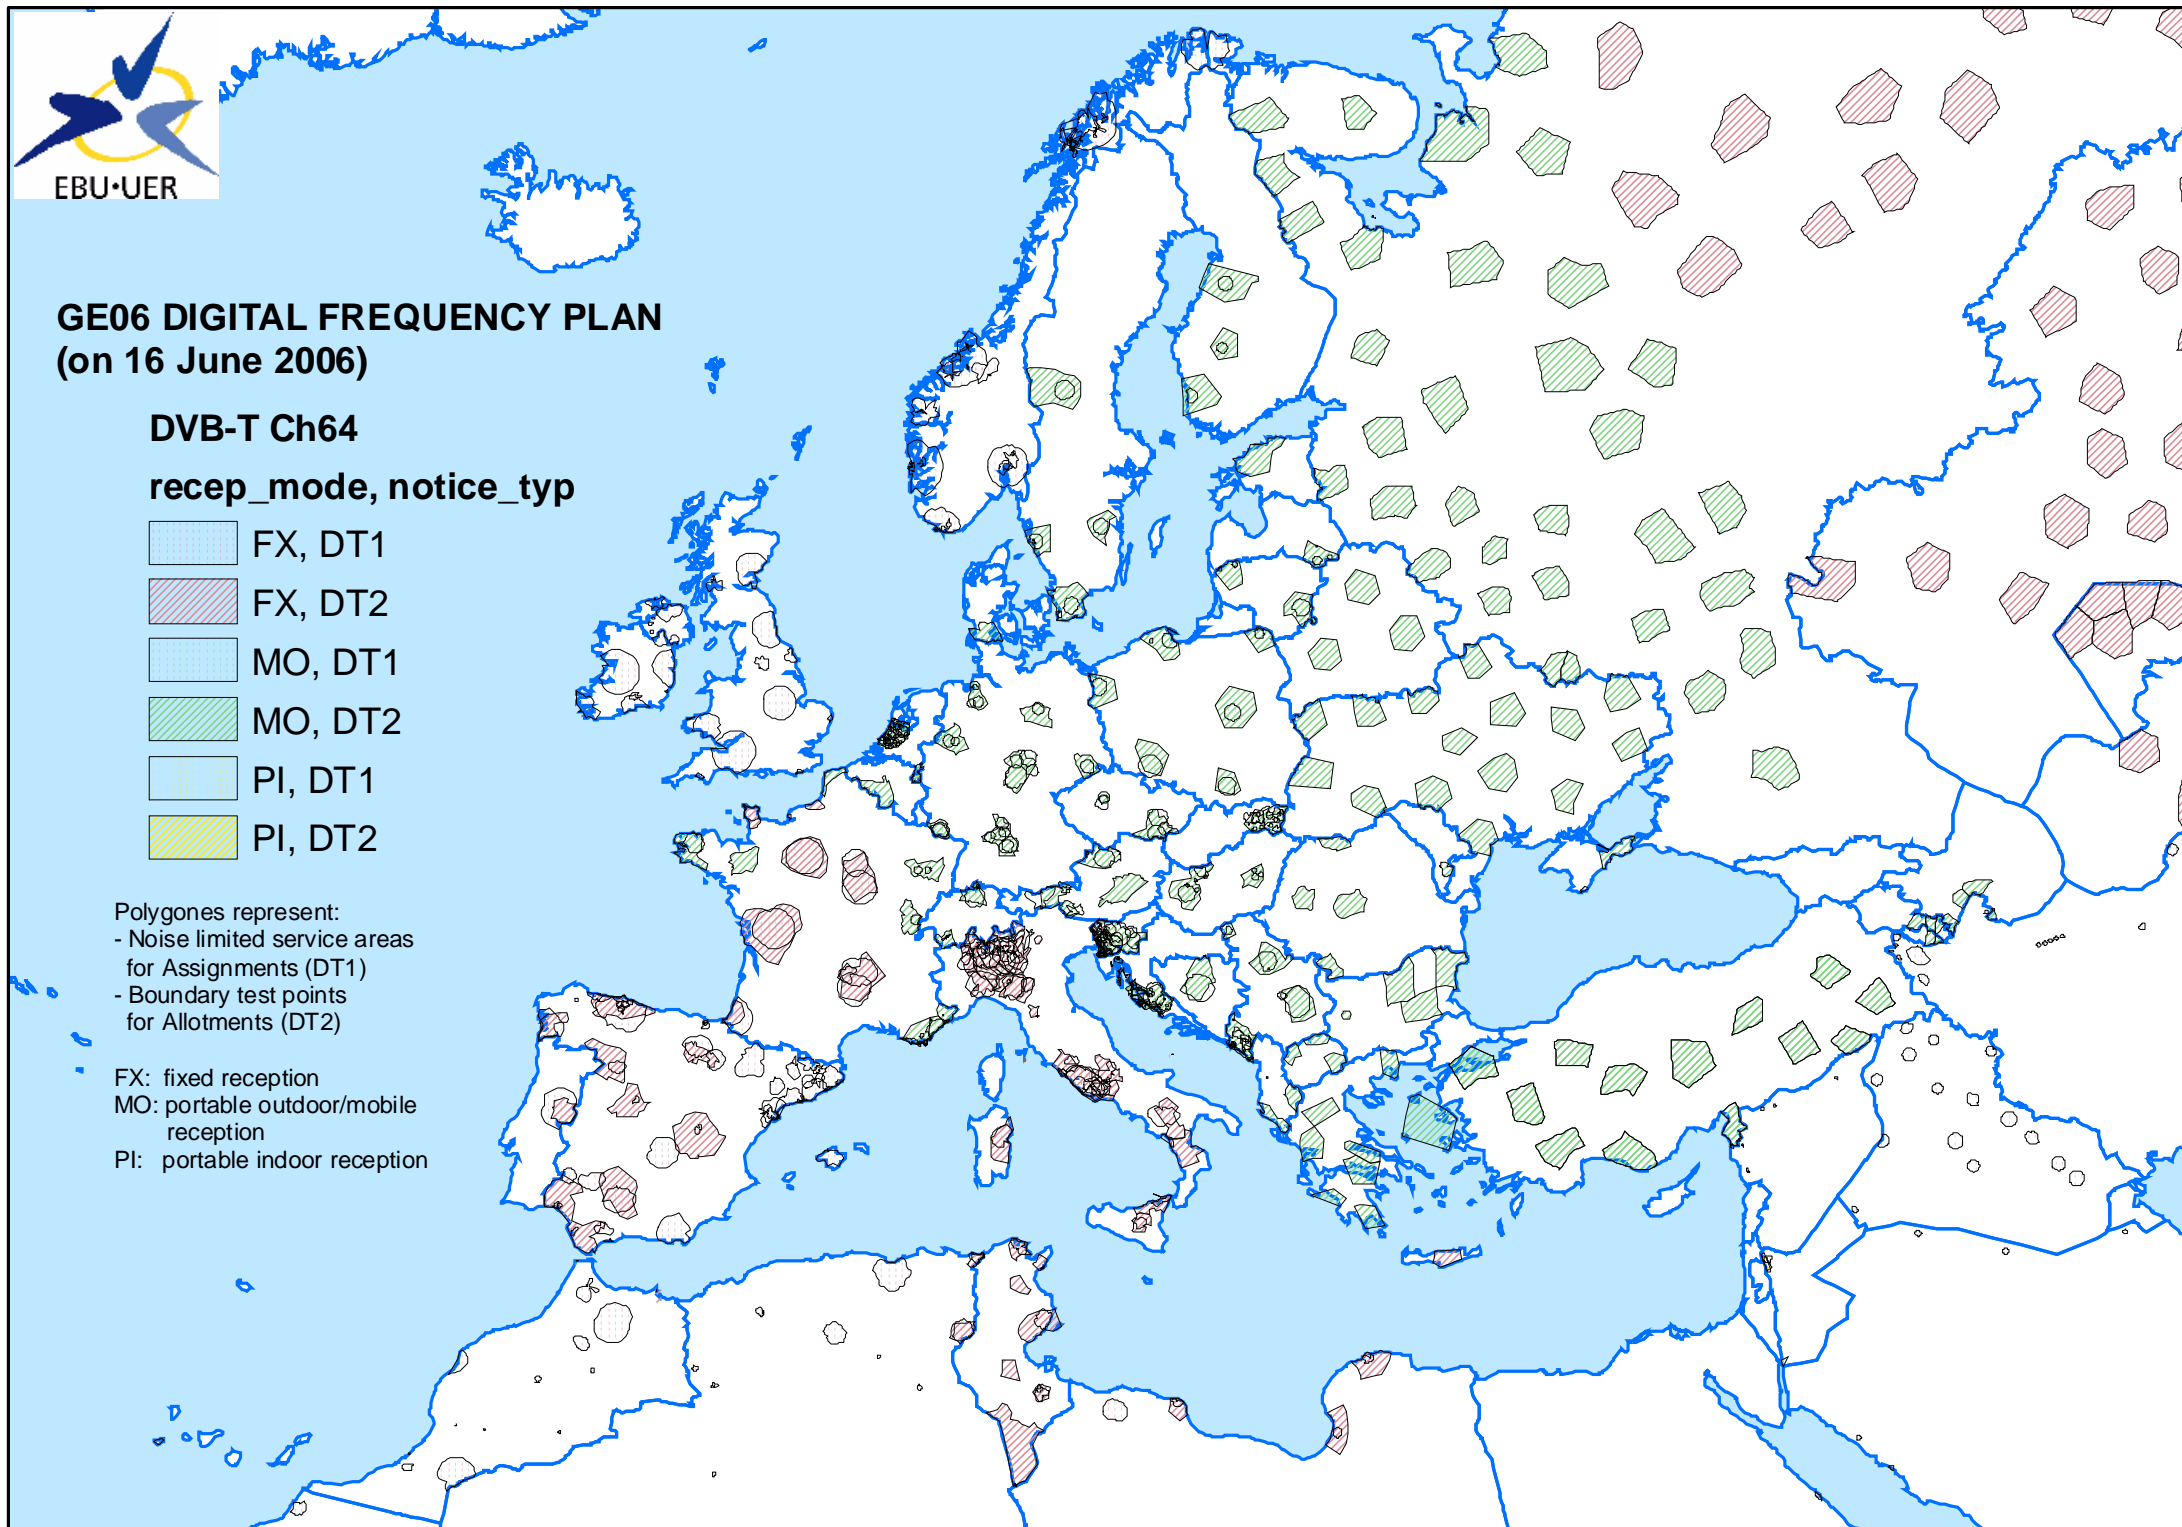 EBU•UER
GE06 DIGITAL FREQUENCY PLAN
(on 16 June 2006)
DVB-T Ch64
recep_mode, notice_typ
FX, DT1
FX, DT2
MO, DT1
MO, DT2
PI, DT1
PI, DT2
Polygones represent:
- Noise limited service areas
for Assignments (DT1)
- Boundary test points
for Allotments (DT2)
FX: fixed reception
MO: portable outdoor/mobile
reception
PI: portable indoor reception